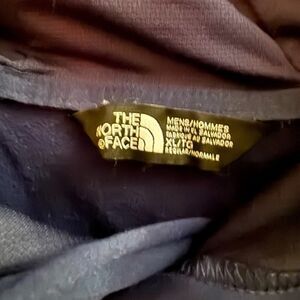 THE
NORTH
FACE
MENS/HOMMES
MADE IN EL SALVADOR
FABRIQUÉ AU SALVADOR
XL/TG
REGULAR/NORMALE